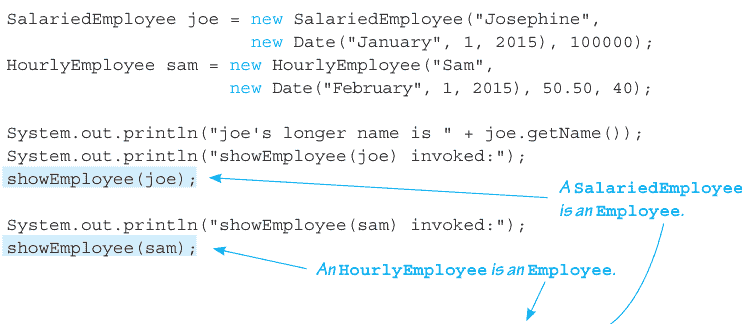 SalariedEmployee joe = new SalariedEmployee("Josephine",
new Date("January", 1, 2015), 100000);
HourlyEmployee sam = new HourlyEmployee("Sam",
new Date("February", 1, 2015), 50.50, 40);
System.out.println("joe's longer name is " + joe.getName());
System.out.println("showEmployee(joe) invoked:");
showEmployee(joe);
A SalariedEmployee
is an Employee.
System.out.println("showEmployee(sam) invoked:");
showEmployee(sam);
An HourlyEmployee is an Employee.